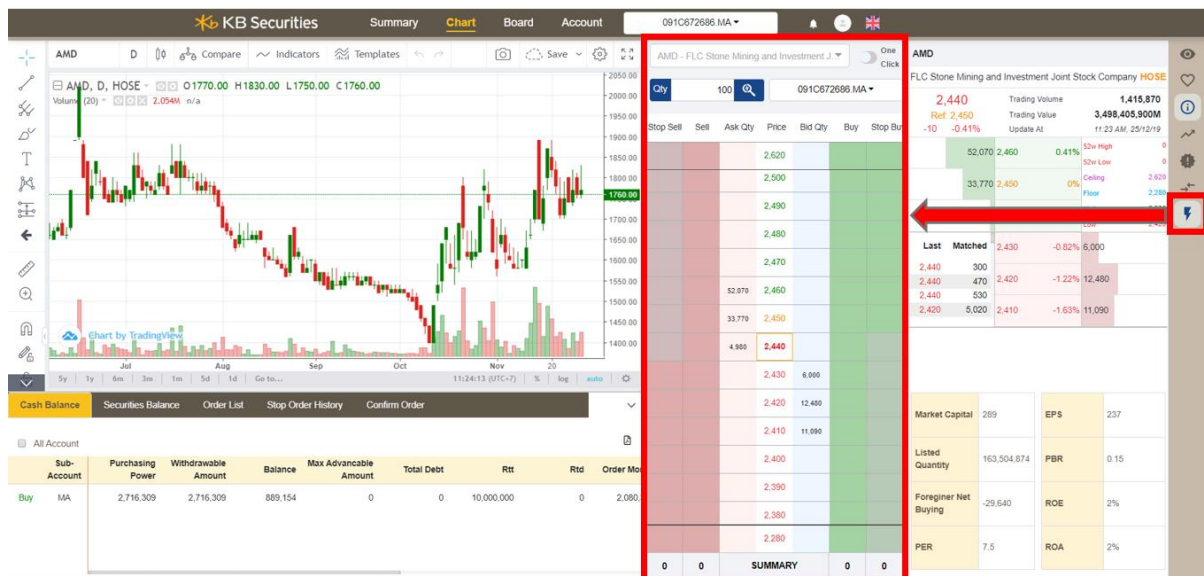 KB Securities Summary Chart Board Account 091C672686.MA
AMD D Compare Indicators Templates Save
AMD, D, HOSE O1770.00 H1830.00 L1750.00 C1760.00
Volume (20) 2.054M n/a
2050.00
2000.00
1950.00
1900.00
1850.00
1800.00
1760.00
1700.00
1650.00
1600.00
1550.00
1500.00
1450.00
1400.00
Chart by TradingView
Jul Aug Sep Oct Nov 20
5y 1y 6m 3m 1m 5d 1d Go to... 11:24:13 (UTC+7) % log auto
Cash Balance Securities Balance Order List Stop Order History Confirm Order
All Account
Sub-Account Purchasing Power Withdrawable Amount Balance Max Advancable Amount Total Debt Rtt Rtd
Buy MA 2,716,309 2,716,309 889,154 0 0 10,000,000 0
AMD - FLC Stone Mining and Investment J... One Click
Qty 100 091C672686.MA
Stop Sell Sell Ask Qty Price Bid Qty Buy Stop
2,620
2,500
2,490
2,480
2,470
52,070 2,460
33,770 2,450
4,980 2,440
2,430 6,000
2,420 12,480
2,410 11,090
2,400
2,390
2,380
2,280
0 0 SUMMARY 0 0
AMD
FLC Stone Mining and Investment Joint Stock Company HOSE
2,440 Trading Volume 1,415,870
Ref: 2,450 Trading Value 3,498,405,900M
-10 -0.41% Update At 11:23 AM, 25/12/19
52,070 2,460 0.41% 52w High 0
52w Low 0
33,770 2,450 0% Ceiling 2,620
Floor 2,280
Low
Last Matched 2,430 -0.82% 6,000
2,440 300
2,440 470 2,420 -1.22% 12,480
2,440 530
2,420 5,020 2,410 -1.63% 11,090
Market Capital 289 EPS 237
Listed Quantity 163,504,874 PBR 0.15
Foreginer Net Buying -29,640 ROE 2%
PER 7.5 ROA 2%